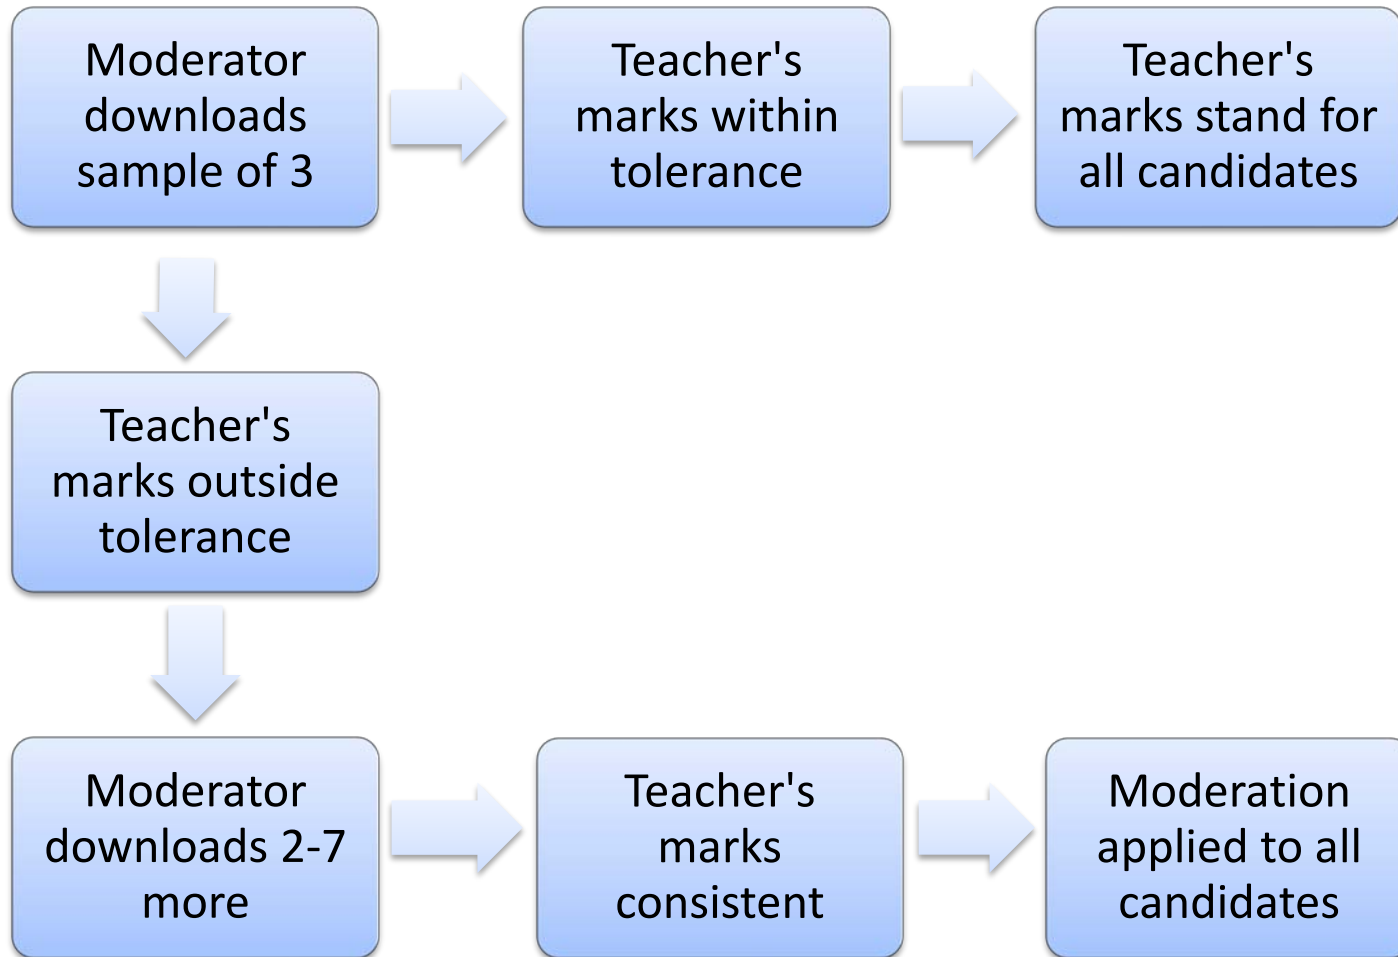 Moderator
downloads
sample of 3
Teacher's
marks within
tolerance
Teacher's
marks stand for
all candidates
Teacher's
marks outside
tolerance
Moderator
downloads 2-7
more
Teacher's
marks
consistent
Moderation
applied to all
candidates